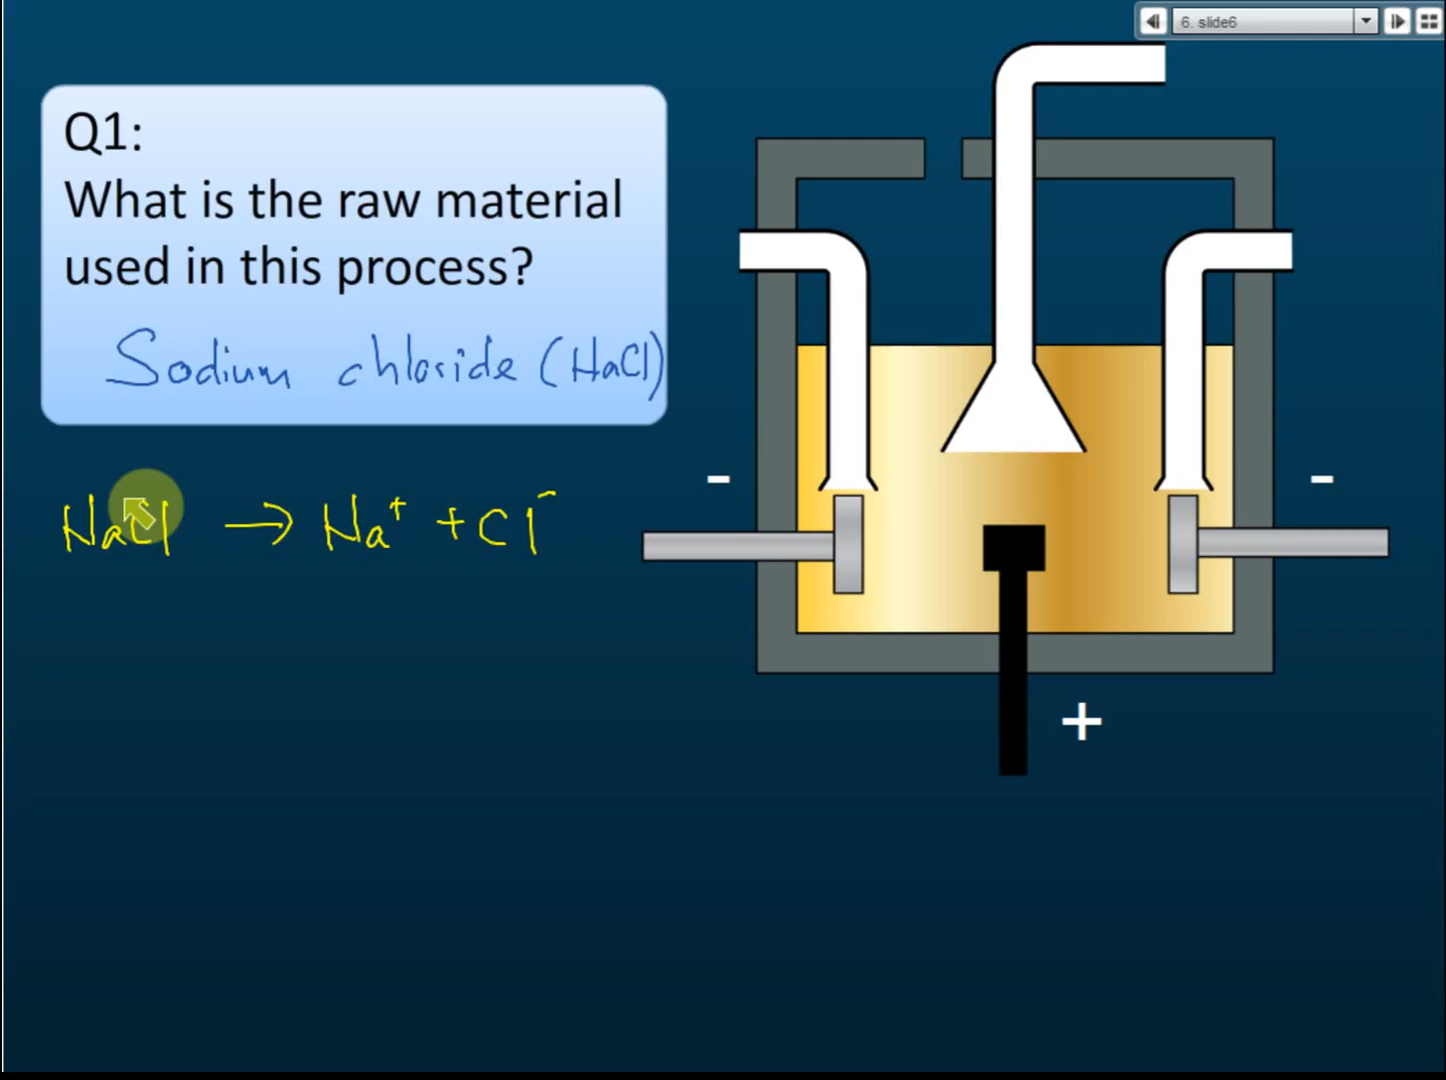 6. slide6
Q1:
What is the raw material
used in this process?
Sodium chloride (NaCl)
NaCl → Na⁺ + Cl⁻
-
-
+